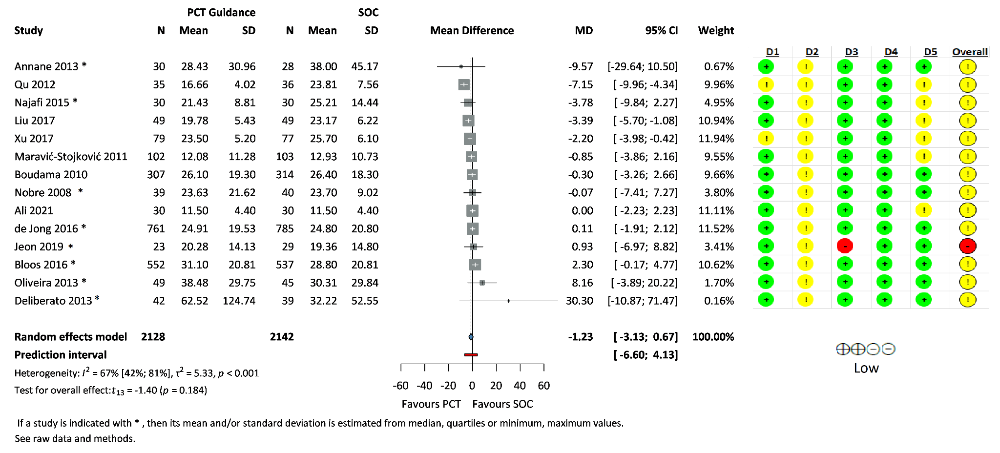 PCT Guidance SOC
Study N Mean SD N Mean SD Mean Difference MD 95% CI Weight
D1 D2 D3 D4 D5 Overall
Annane 2013 * 30 28.43 30.96 28 38.00 45.17 -9.57 [-29.64; 10.50] 0.67% + ! + + + !
Qu 2012 35 16.66 4.02 36 23.81 7.56 -7.15 [ -9.96; -4.34] 9.96% ! ! + + ! !
Najafi 2015 * 30 21.43 8.81 30 25.21 14.44 -3.78 [ -9.84; 2.27] 4.95% + ! + + ! !
Liu 2017 49 19.78 5.43 49 23.17 6.22 -3.39 [ -5.70; -1.08] 10.94% + ! + + ! !
Xu 2017 79 23.50 5.20 77 25.70 6.10 -2.20 [ -3.98; -0.42] 11.94% ! ! + + ! !
Maravić-Stojković 2011 102 12.08 11.28 103 12.93 10.73 -0.85 [ -3.86; 2.16] 9.55% + ! + + ! !
Boudama 2010 307 26.10 19.30 314 26.40 18.30 -0.30 [ -3.26; 2.66] 9.66% + ! + + + !
Nobre 2008 * 39 23.63 21.62 40 23.70 9.02 -0.07 [ -7.41; 7.27] 3.80% + ! + + + !
Ali 2021 30 11.50 4.40 30 11.50 4.40 0.00 [ -2.23; 2.23] 11.11% + ! + + ! !
de Jong 2016 * 761 24.91 19.53 785 24.80 20.80 0.11 [ -1.91; 2.12] 11.52% + ! + + + !
Jeon 2019 * 23 20.28 14.13 29 19.36 14.80 0.93 [ -6.97; 8.82] 3.41% + ! - + + -
Bloos 2016 * 552 31.10 20.81 537 28.80 20.81 2.30 [ -0.17; 4.77] 10.62% + ! + + + !
Oliveira 2013 * 49 38.48 29.75 45 30.31 29.84 8.16 [ -3.89; 20.22] 1.70% + ! + + + !
Deliberato 2013 * 42 62.52 124.74 39 32.22 52.55 30.30 [-10.87; 71.47] 0.16% + ! + + + !
Random effects model 2128 2142 -1.23 [ -3.13; 0.67] 100.00%
Prediction interval [ -6.60; 4.13]
⊕⊕⊖⊖
Low
Heterogeneity: I² = 67% [42%; 81%], τ² = 5.33, p < 0.001
Test for overall effect: t₁₃ = -1.40 (p = 0.184)
-60 -40 -20 0 20 40 60
Favours PCT Favours SOC
If a study is indicated with * , then its mean and/or standard deviation is estimated from median, quartiles or minimum, maximum values.
See raw data and methods.